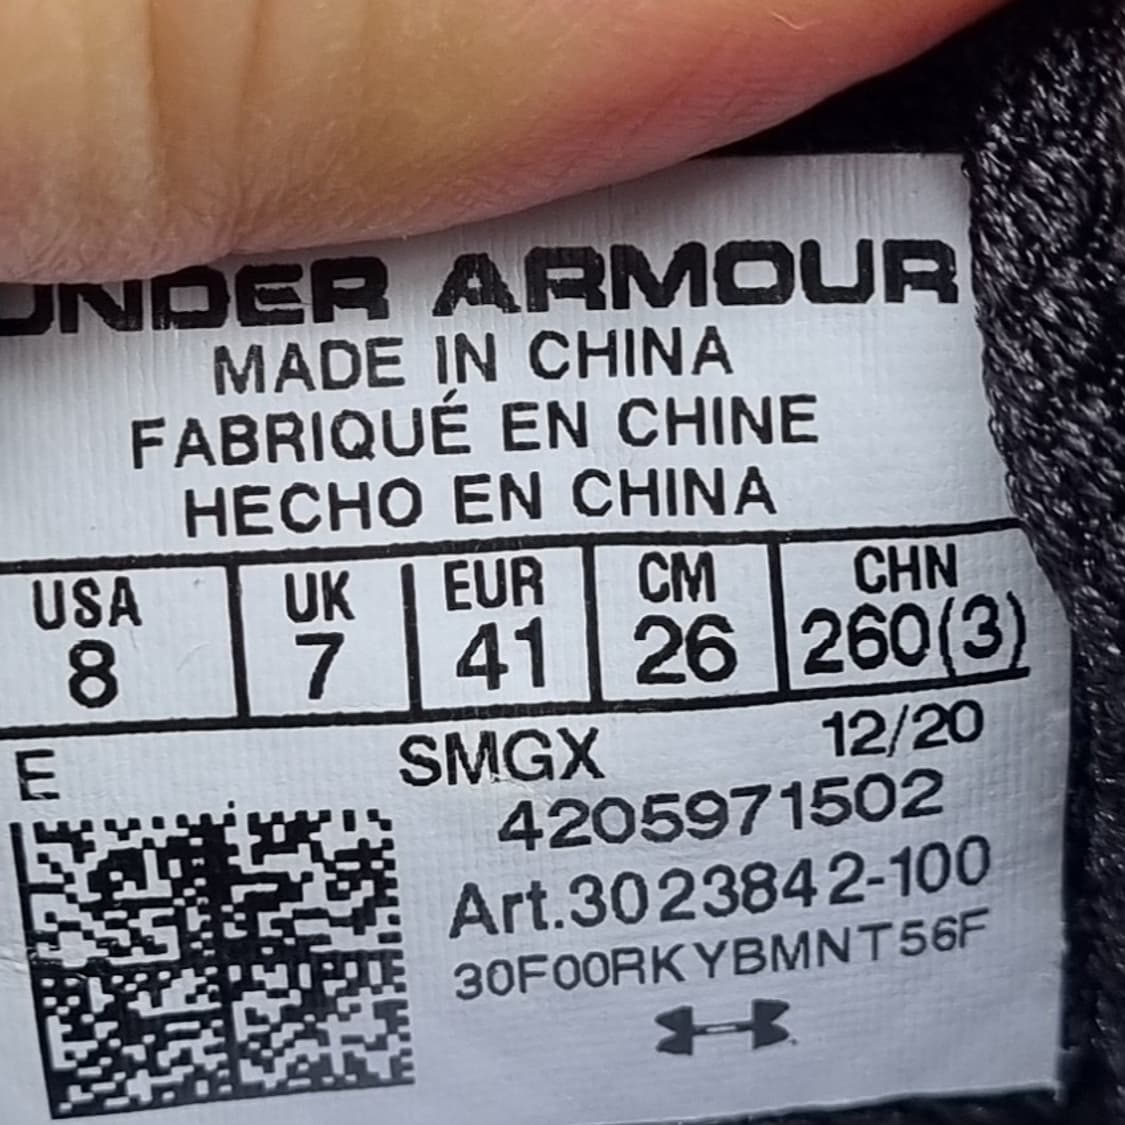 UNDER ARMOUR
MADE IN CHINA
FABRIQUÉ EN CHINE
HECHO EN CHINA
USA UK EUR CM CHN
8 7 41 26 260(3)
E SMGX 12/20
4205971502
Art.3023842-100
30F00RKYBMNT56F